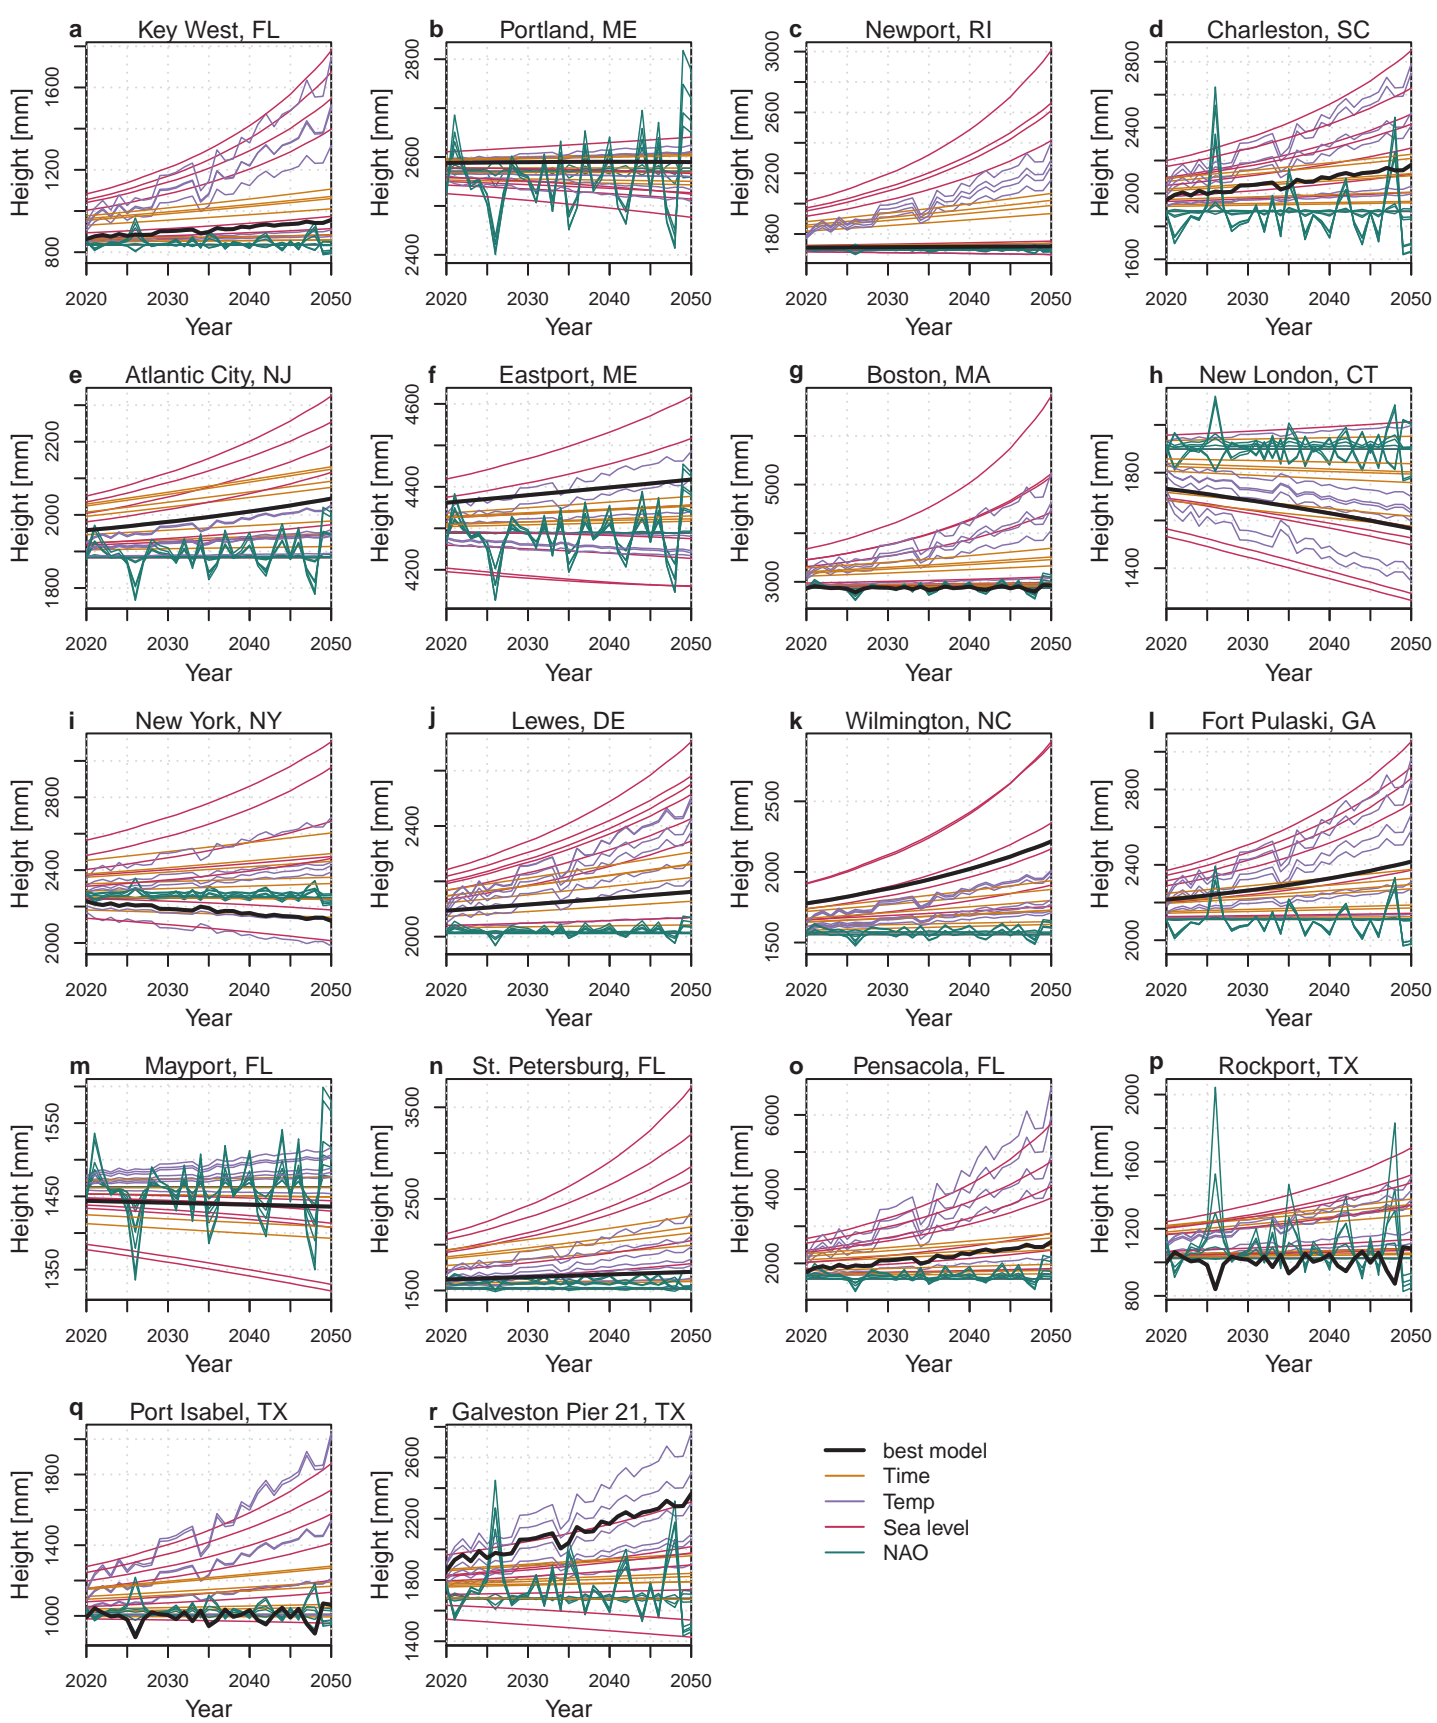 a Key West, FL
Height [mm]
800 1200 1600
2020 2030 2040 2050
Year
b Portland, ME
Height [mm]
2400 2600 2800
2020 2030 2040 2050
Year
c Newport, RI
Height [mm]
1800 2200 2600 3000
2020 2030 2040 2050
Year
d Charleston, SC
Height [mm]
1600 2000 2400 2800
2020 2030 2040 2050
Year
e Atlantic City, NJ
Height [mm]
1800 2000 2200
2020 2030 2040 2050
Year
f Eastport, ME
Height [mm]
4200 4400 4600
2020 2030 2040 2050
Year
g Boston, MA
Height [mm]
3000 5000
2020 2030 2040 2050
Year
h New London, CT
Height [mm]
1400 1800
2020 2030 2040 2050
Year
i New York, NY
Height [mm]
2000 2400 2800
2020 2030 2040 2050
Year
j Lewes, DE
Height [mm]
2000 2400
2020 2030 2040 2050
Year
k Wilmington, NC
Height [mm]
1500 2000 2500
2020 2030 2040 2050
Year
l Fort Pulaski, GA
Height [mm]
2000 2400 2800
2020 2030 2040 2050
Year
m Mayport, FL
Height [mm]
1350 1450 1550
2020 2030 2040 2050
Year
n St. Petersburg, FL
Height [mm]
1500 2500 3500
2020 2030 2040 2050
Year
o Pensacola, FL
Height [mm]
2000 4000 6000
2020 2030 2040 2050
Year
p Rockport, TX
Height [mm]
800 1200 1600 2000
2020 2030 2040 2050
Year
q Port Isabel, TX
Height [mm]
1000 1400 1800
2020 2030 2040 2050
Year
r Galveston Pier 21, TX
Height [mm]
1400 1800 2200 2600
2020 2030 2040 2050
Year
best model
Time
Temp
Sea level
NAO